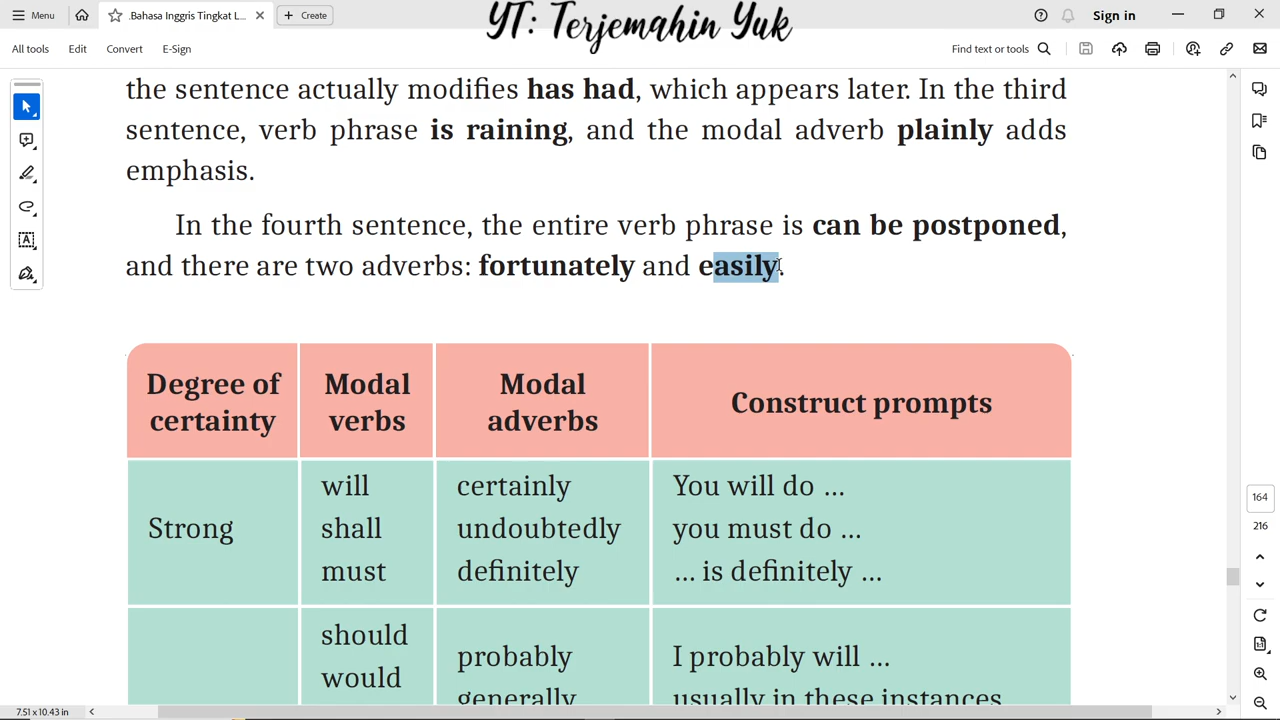 YT: Terjemahin Yuk
Menu
.Bahasa Inggris Tingkat L...
Create
Sign in
All tools Edit Convert E-Sign
Find text or tools
the sentence actually modifies has had, which appears later. In the third
sentence, verb phrase is raining, and the modal adverb plainly adds
emphasis.
In the fourth sentence, the entire verb phrase is can be postponed,
and there are two adverbs: fortunately and easily.
Degree of certainty
Modal verbs
Modal adverbs
Construct prompts
Strong
will
shall
must
certainly
undoubtedly
definitely
You will do ...
you must do ...
... is definitely ...
should
would
probably
generally
I probably will ...
usually in these instances
164
216
7.51 x 10.43 in